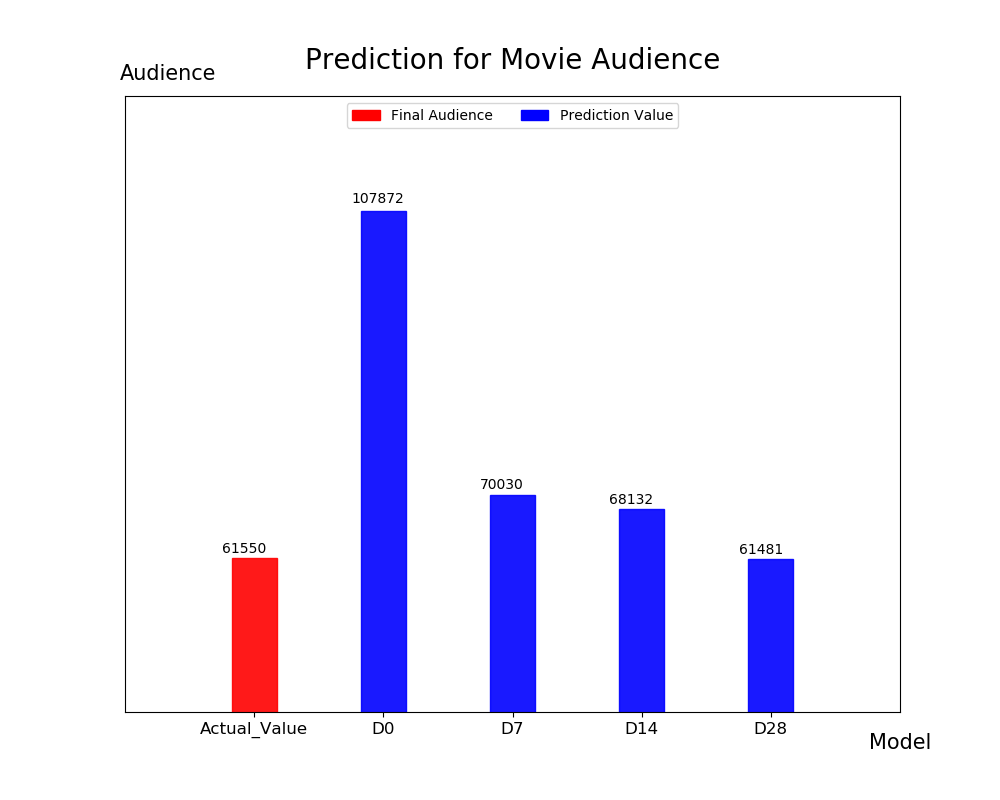 Prediction for Movie Audience
Audience
Final Audience
Prediction Value
107872
70030
68132
61550
61481
Actual_Value
D0
D7
D14
D28
Model